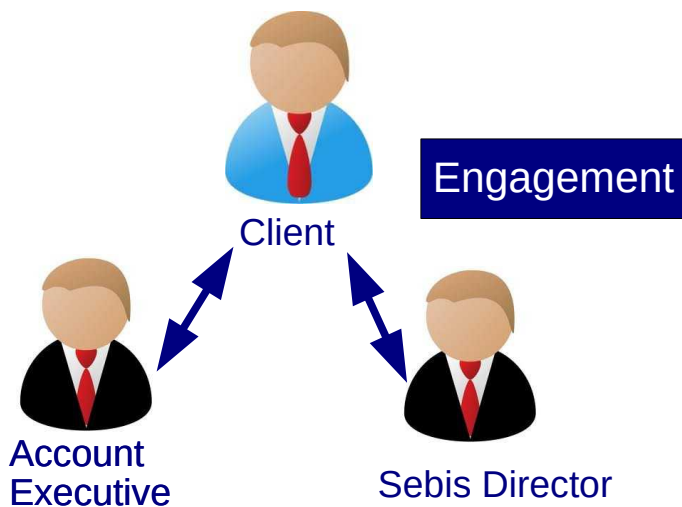 Client
Engagement
Account
Executive
Sebis Director